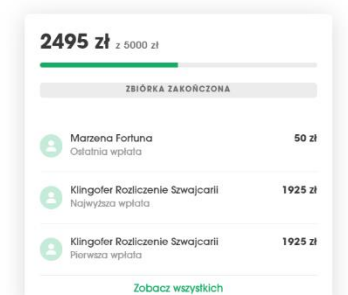 2495 zł z 5000 zł
ZBIÓRKA ZAKOŃCZONA
Marzena Fortuna 50 zł
Ostatnia wpłata
Klingofer Rozliczenie Szwajcarii 1925 zł
Najwyższa wpłata
Klingofer Rozliczenie Szwajcarii 1925 zł
Pierwsza wpłata
Zobacz wszystkich